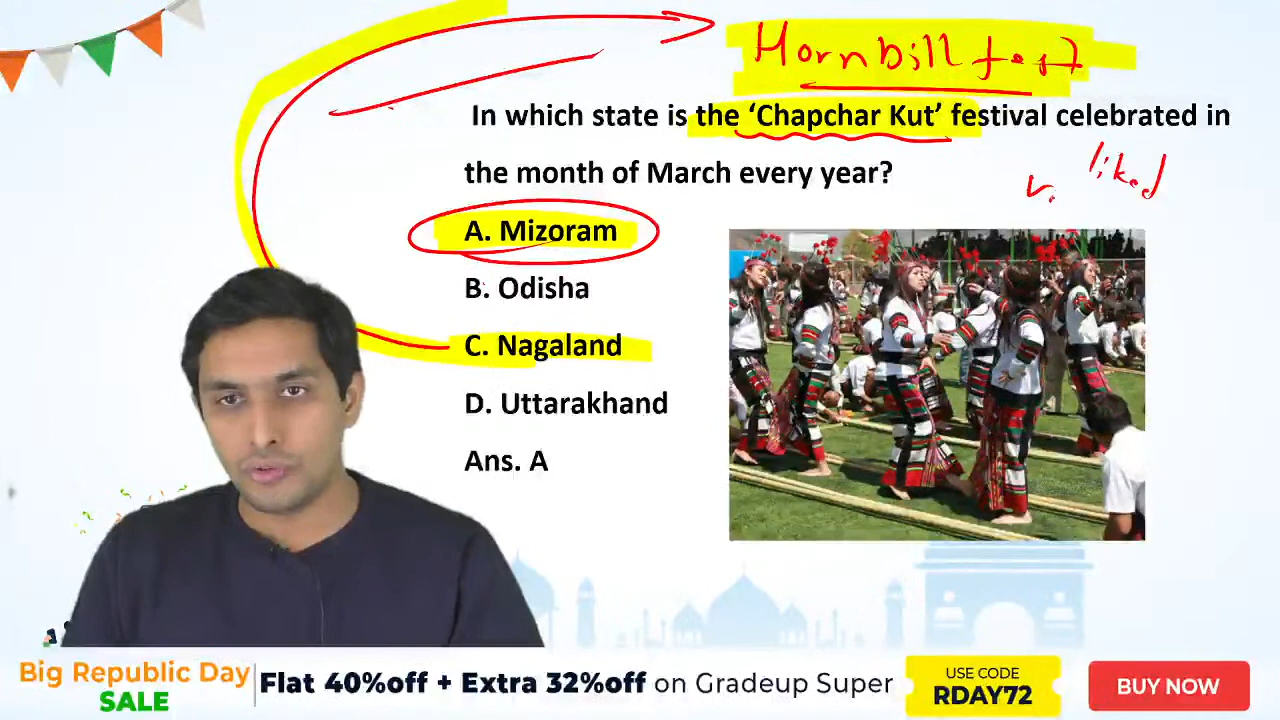 Hornbill fest
In which state is the ‘Chapchar Kut’ festival celebrated in
the month of March every year?
liked
A. Mizoram
B. Odisha
C. Nagaland
D. Uttarakhand
Ans. A
Big Republic Day
SALE
Flat 40%off + Extra 32%off on Gradeup Super
USE CODE
RDAY72
BUY NOW